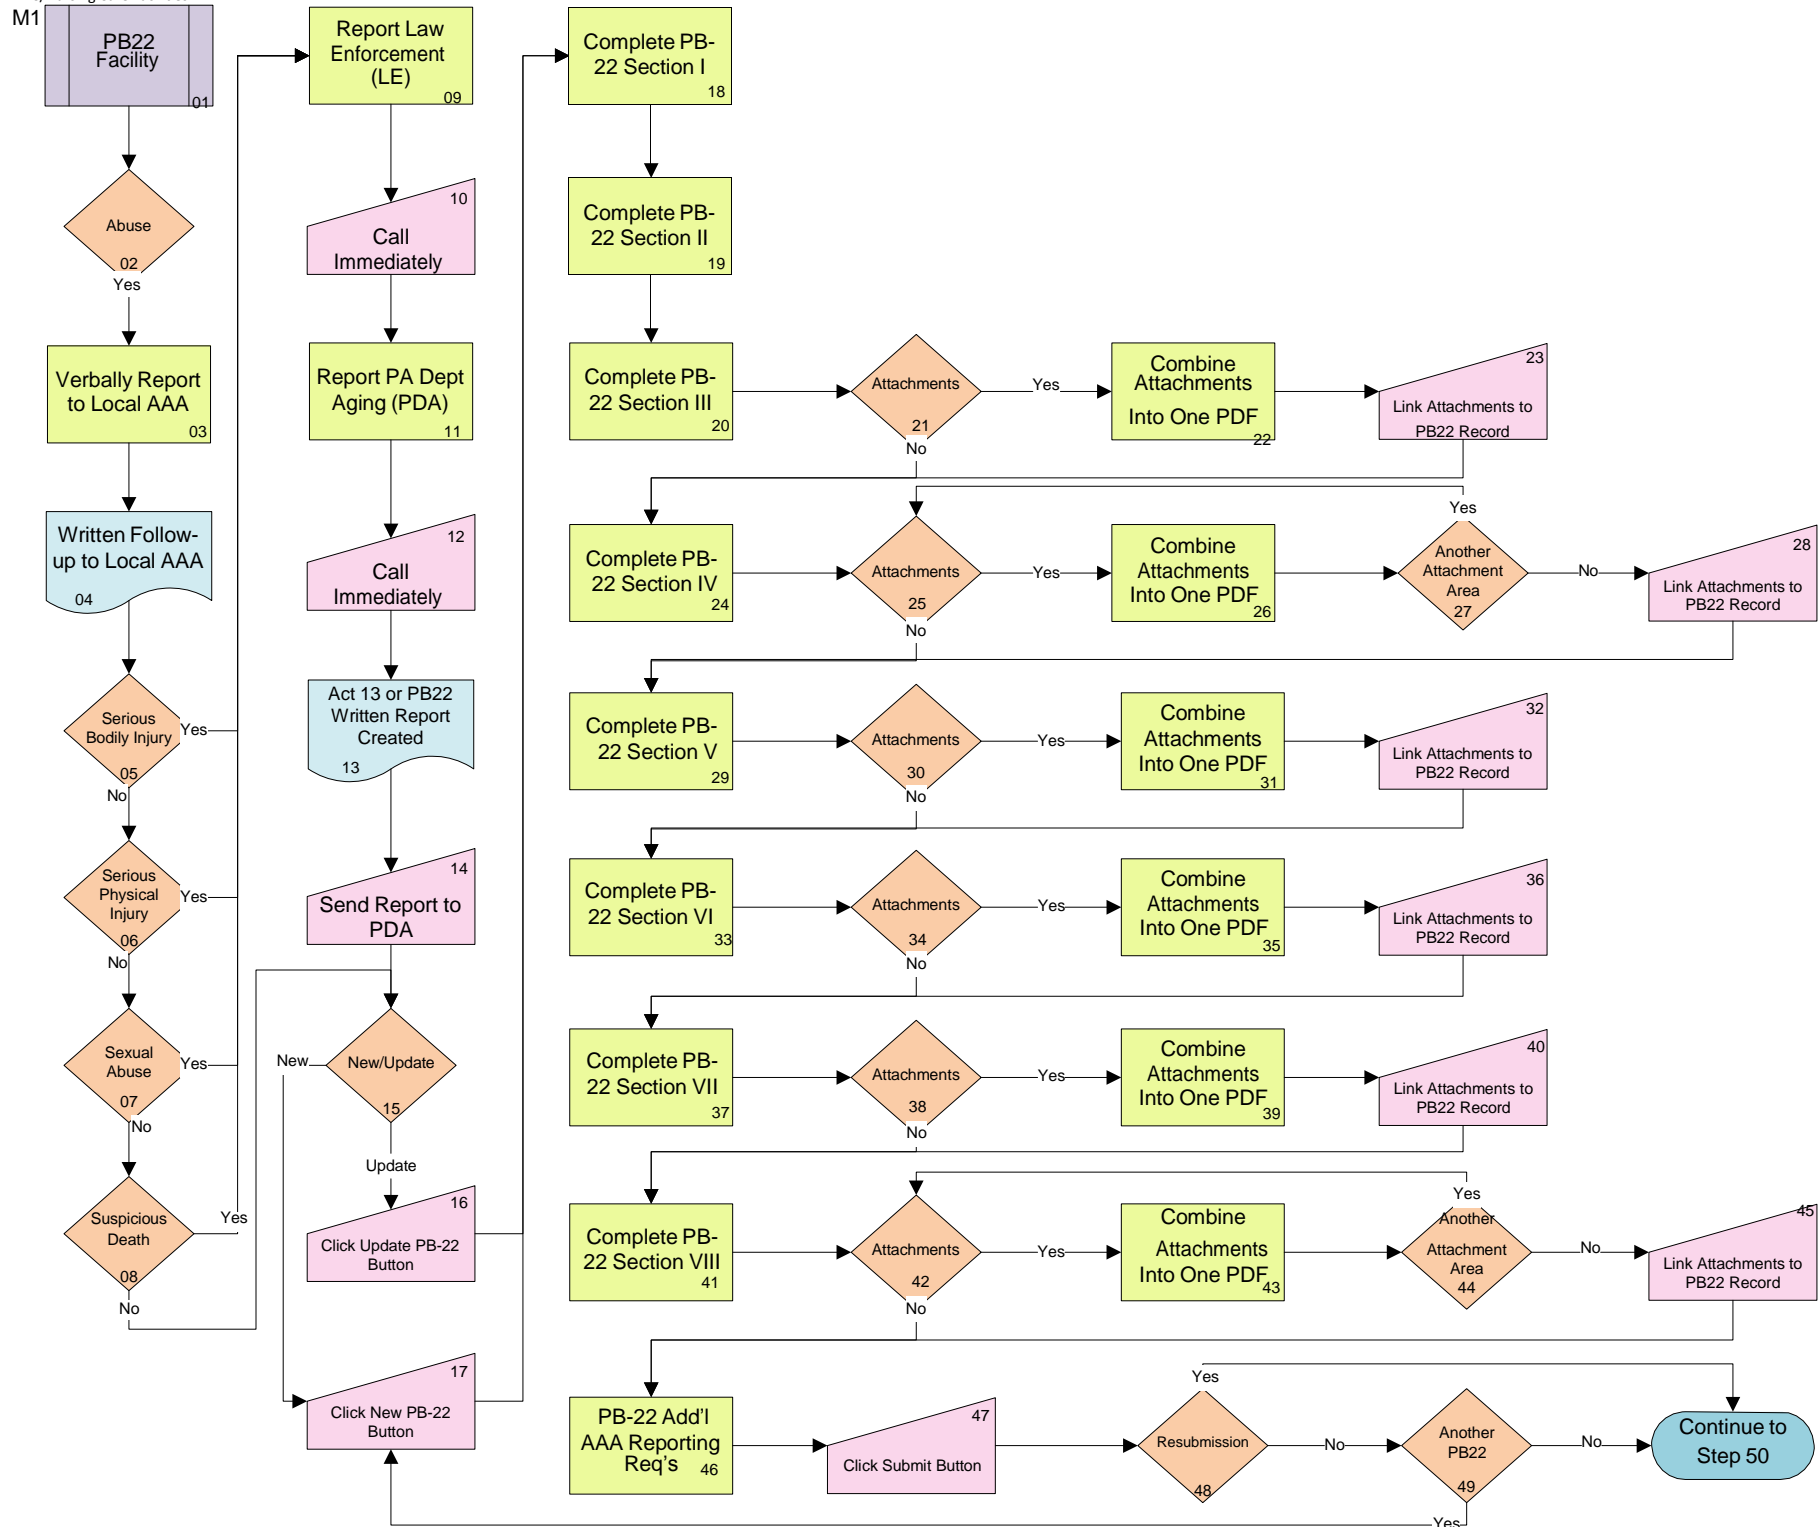 M1
PB22
Facility
01
Abuse
02
Yes
Verbally Report
to Local AAA
03
Written Follow-
up to Local AAA
04
Serious
Bodily Injury
Yes
05
No
Serious
Physical
Injury
Yes
06
No
Sexual
Abuse
Yes
07
No
Suspicious
Death
Yes
08
No
Report Law
Enforcement
(LE)
09
10
Call
Immediately
Report PA Dept
Aging (PDA)
11
12
Call
Immediately
Act 13 or PB22
Written Report
Created
13
14
Send Report to
PDA
New
New/Update
15
Update
16
Click Update PB-22
Button
17
Click New PB-22
Button
Complete PB-
22 Section I
18
Complete PB-
22 Section II
19
Complete PB-
22 Section III
20
Attachments
21
Yes
No
Combine
Attachments
Into One PDF
22
23
Link Attachments to
PB22 Record
Complete PB-
22 Section IV
24
Attachments
25
Yes
No
Combine
Attachments
Into One PDF
26
Yes
Another
Attachment
Area
27
No
28
Link Attachments to
PB22 Record
Complete PB-
22 Section V
29
Attachments
30
Yes
No
Combine
Attachments
Into One PDF
31
32
Link Attachments to
PB22 Record
Complete PB-
22 Section VI
33
Attachments
34
Yes
No
Combine
Attachments
Into One PDF
35
36
Link Attachments to
PB22 Record
Complete PB-
22 Section VII
37
Attachments
38
Yes
No
Combine
Attachments
Into One PDF
39
40
Link Attachments to
PB22 Record
Complete PB-
22 Section VIII
41
Attachments
42
Yes
No
Combine
Attachments
Into One PDF
43
Yes
Another
Attachment
Area
44
No
45
Link Attachments to
PB22 Record
PB-22 Add'l
AAA Reporting
Req's
46
47
Click Submit Button
Yes
Resubmission
48
No
Another
PB22
49
No
Yes
Continue to
Step 50